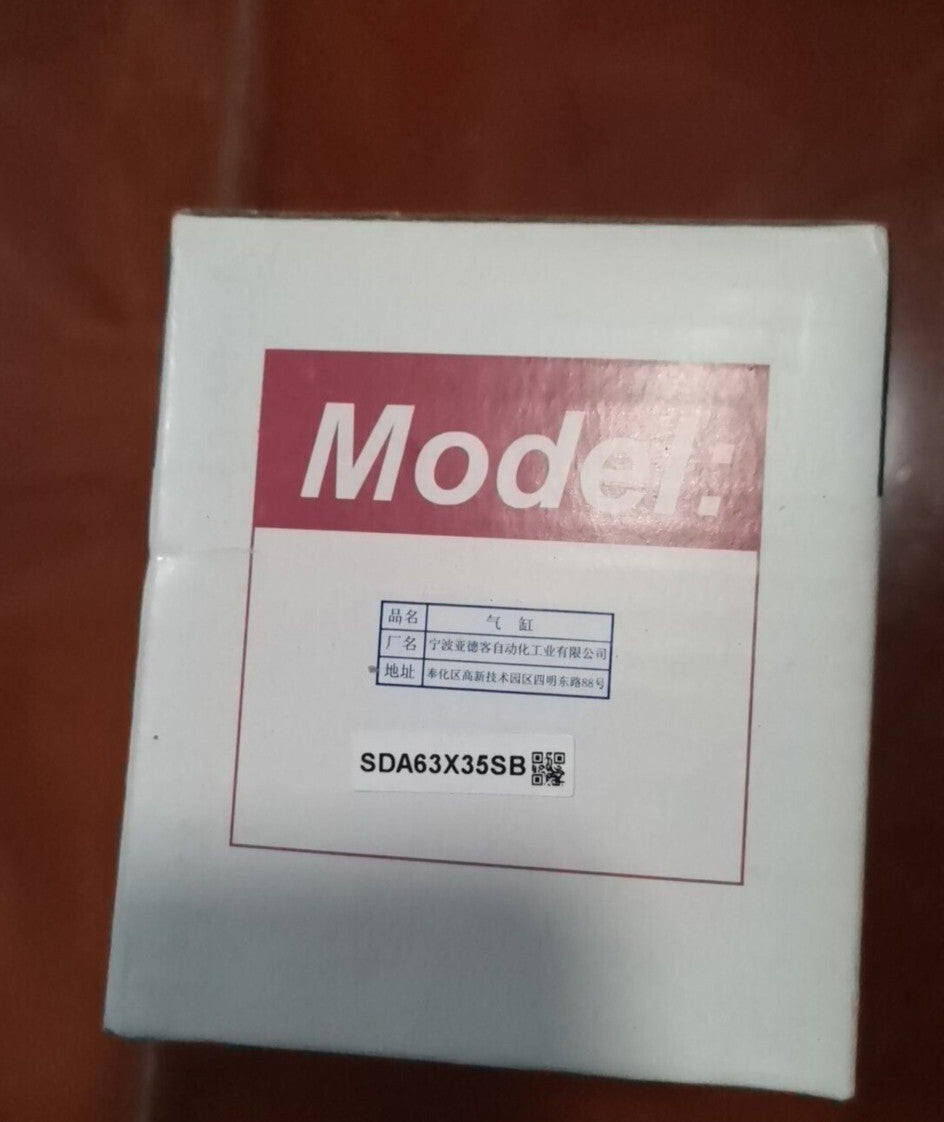 Model:
品名 气 缸
厂名 宁波亚德客自动化工业有限公司
地址 奉化区高新技术园区四明东路88号
SDA63X35SB